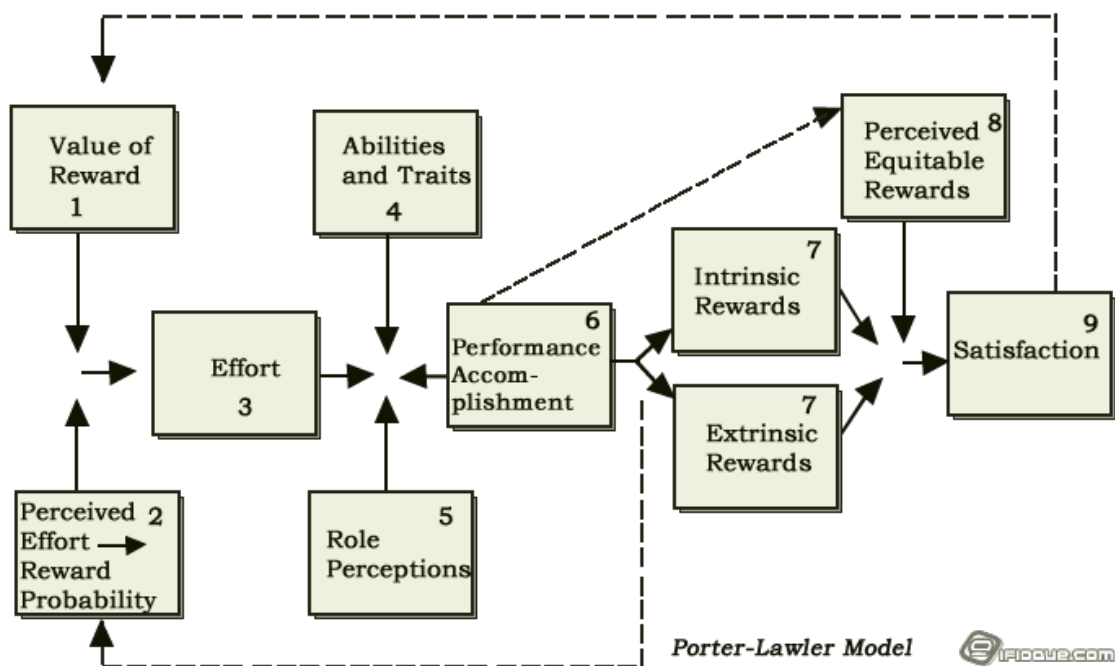 Value of
Reward
1
Abilities
and Traits
4
Perceived 8
Equitable
Rewards
7
Intrinsic
Rewards
Effort
3
6
Performance
Accom-
plishment
9
Satisfaction
7
Extrinsic
Rewards
Perceived 2
Effort
Reward
Probability
5
Role
Perceptions
Porter-Lawler Model